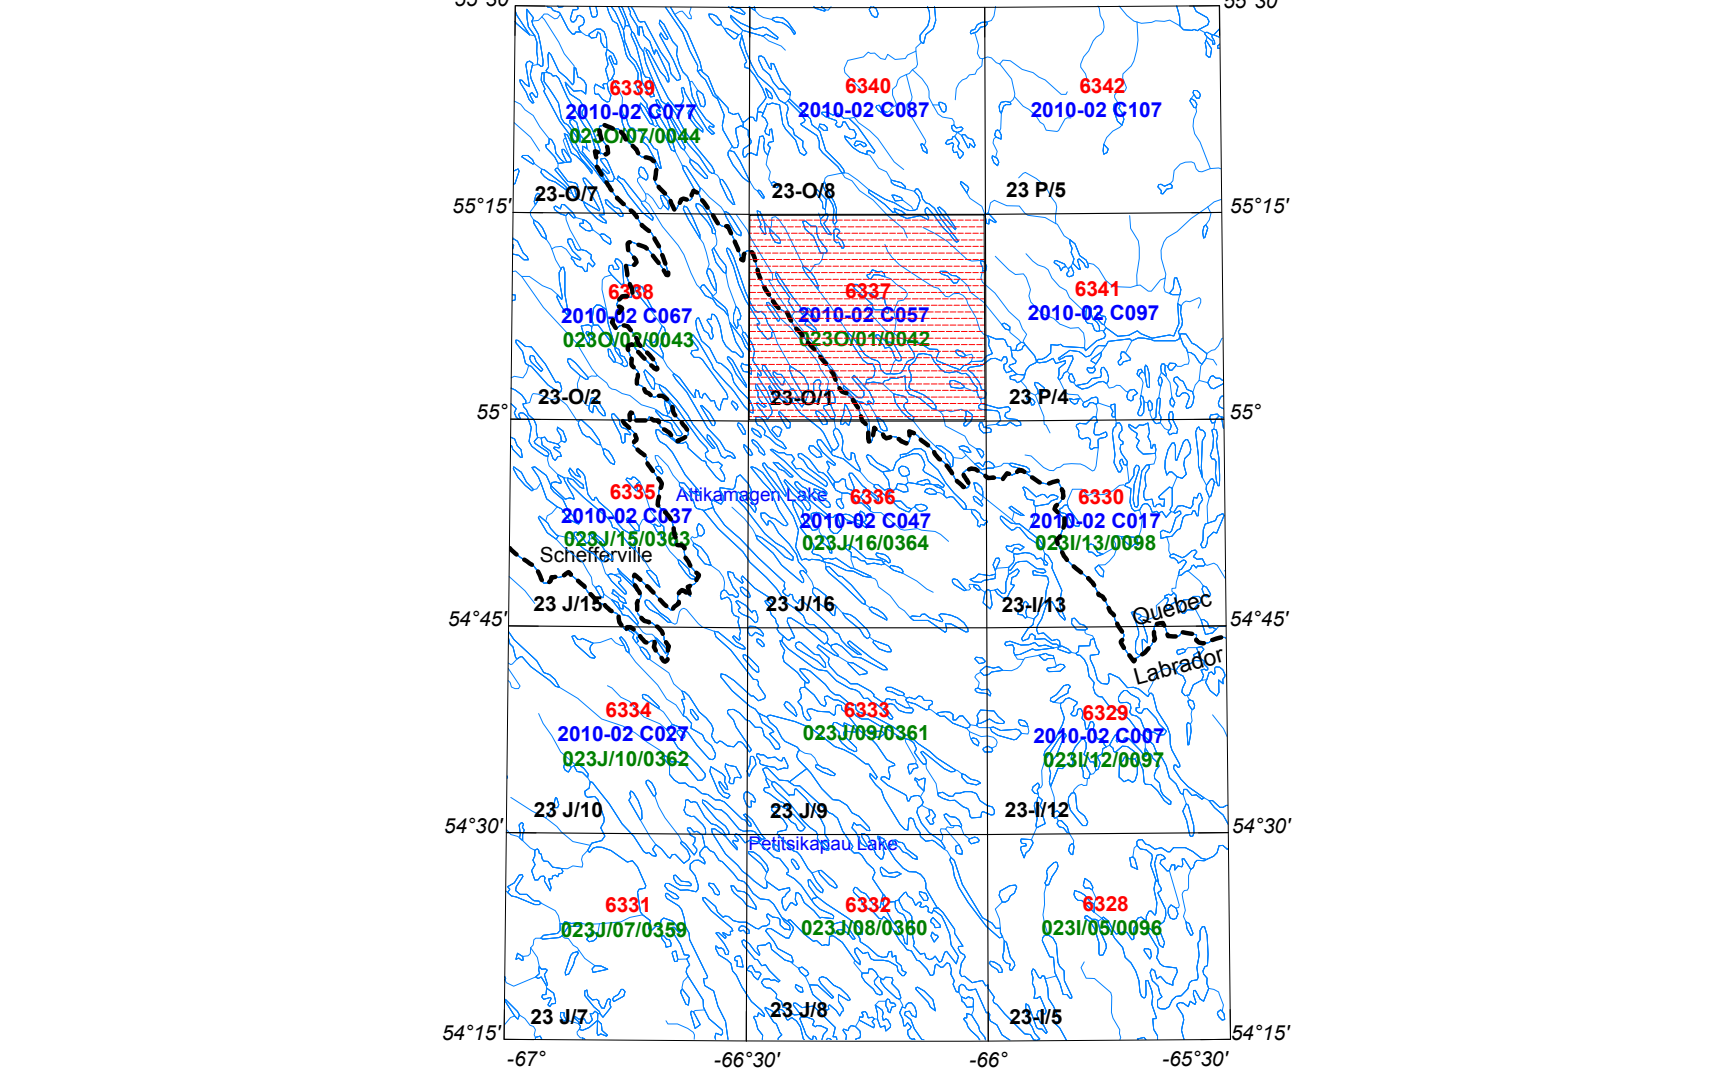 55°30'
55°30'
6339
2010-02 C077
023O/07/0044
23-O/7
6340
2010-02 C087
23-O/8
6342
2010-02 C107
23 P/5
55°15'
55°15'
6338
2010-02 C067
023O/02/0043
23-O/2
6337
2010-02 C057
023O/01/0042
23-O/1
6341
2010-02 C097
23 P/4
55°
55°
6335
2010-02 C037
023J/15/0363
Schefferville
23 J/15
Attikamagen Lake
6336
2010-02 C047
023J/16/0364
23 J/16
6330
2010-02 C017
023I/13/0098
23-I/13
Quebec
Labrador
54°45'
54°45'
6334
2010-02 C027
023J/10/0362
23 J/10
6333
023J/09/0361
23 J/9
6329
2010-02 C007
023I/12/0097
23-I/12
54°30'
54°30'
Petitsikapau Lake
6331
023J/07/0359
23 J/7
6332
023J/08/0360
23 J/8
6328
023I/05/0096
23-I/5
54°15'
54°15'
-67°
-66°30'
-66°
-65°30'